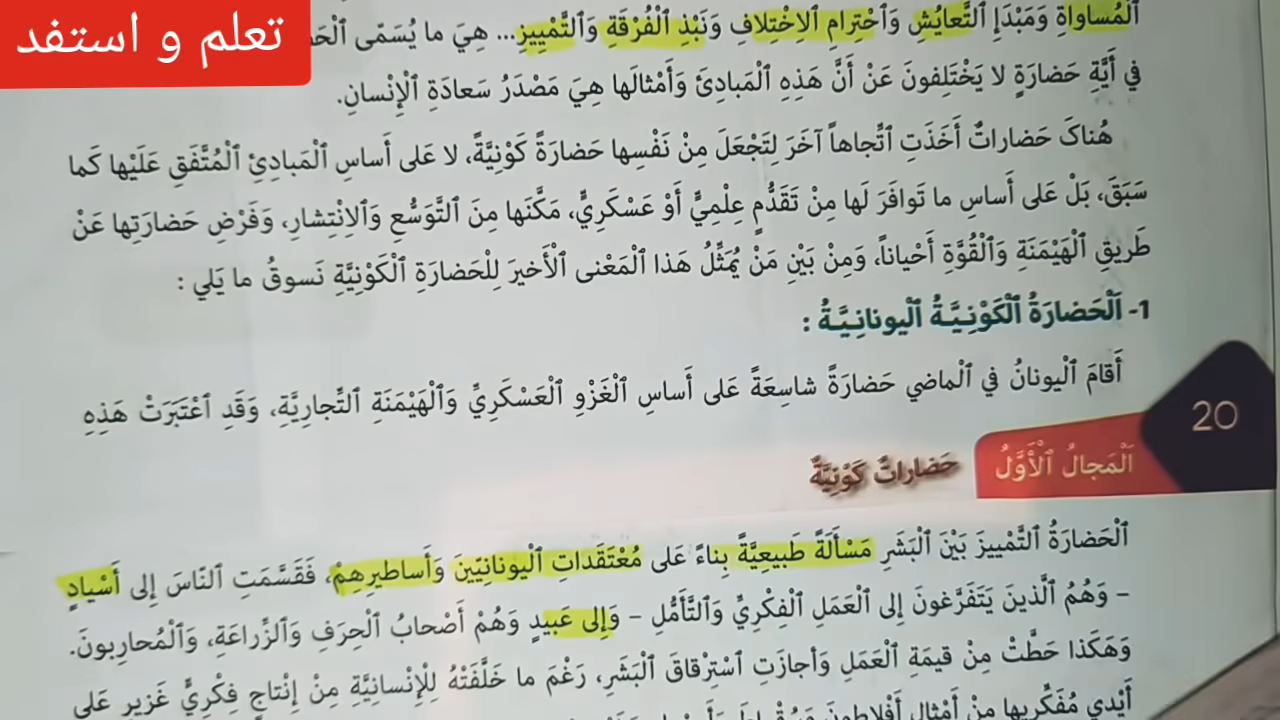 تعلم و استفد
ٱلْمُساواةِ وَمَبْدَإِ ٱلتَّعايُشِ وَٱحْتِرامِ ٱلِاخْتِلافِ وَنَبْذِ ٱلْفُرْقَةِ وَٱلتَّمْييزِ... هِيَ ما يُسَمّى
في أَيَّةِ حَضارَةٍ لا يَخْتَلِفونَ عَنْ أَنَّ هَذِهِ ٱلْمَبادِئَ وَأَمْثالَها هِيَ مَصْدَرُ سَعادَةِ ٱلْإِنْسانِ.
هُناكَ حَضاراتٌ أَخَذَتِ ٱتِّجاهاً آخَرَ لِتَجْعَلَ مِنْ نَفْسِها حَضارَةً كَوْنِيَّةً، لا عَلى أَساسِ ٱلْمَبادِئِ ٱلْمُتَّفَقِ عَلَيْها كَما
سَبَقَ، بَلْ عَلى أَساسِ ما تَوافَرَ لَها مِنْ تَقَدُّمٍ عِلْمِيٍّ أَوْ عَسْكَرِيٍّ، مَكَّنَها مِنَ ٱلتَّوَسُّعِ وَٱلِانْتِشارِ، وَفَرْضِ حَضارَتِها عَنْ
طَريقِ ٱلْهَيْمَنَةِ وَٱلْقُوَّةِ أَحْياناً، وَمِنْ بَيْنِ مَنْ يُمَثِّلُ هَذا ٱلْمَعْنى ٱلْأَخيرَ لِلْحَضارَةِ ٱلْكَوْنِيَّةِ نَسوقُ ما يَلي :
1- اَلْحَضارَةُ ٱلْكَوْنِيَّةُ ٱلْيونانِيَّةُ :
أَقامَ ٱلْيونانُ في ٱلْماضي حَضارَةً شاسِعَةً عَلى أَساسِ ٱلْغَزْوِ ٱلْعَسْكَرِيِّ وَٱلْهَيْمَنَةِ ٱلتِّجارِيَّةِ، وَقَدِ ٱعْتَبَرَتْ هَذِهِ
20
اَلْمَجالُ ٱلْأَوَّلُ
حَضاراتٌ كَوْنِيَّةٌ
ٱلْحَضارَةُ ٱلتَّمْييزَ بَيْنَ ٱلْبَشَرِ مَسْأَلَةً طَبيعِيَّةً بِناءً عَلى مُعْتَقَداتِ ٱلْيونانِيّينَ وَأَساطيرِهِمْ، فَقَسَّمَتِ ٱلنّاسَ إِلى أَسْيادٍ
– وَهُمُ ٱلَّذينَ يَتَفَرَّغونَ إِلى ٱلْعَمَلِ ٱلْفِكْرِيِّ وَٱلتَّأَمُّلِ – وَإِلى عَبيدٍ وَهُمْ أَصْحابُ ٱلْحِرَفِ وَٱلزِّراعَةِ، وَٱلْمُحارِبونَ.
وَهَكَذا حَطَّتْ مِنْ قيمَةِ ٱلْعَمَلِ وَأَجازَتِ ٱسْتِرْقاقَ ٱلْبَشَرِ، رَغْمَ ما خَلَّفَتْهُ لِلْإِنْسانِيَّةِ مِنْ إِنْتاجٍ فِكْرِيٍّ غَزيرٍ عَلى
أَيْدي مُفَكِّريها مِنْ أَمْثالِ أَفْلاطونَ